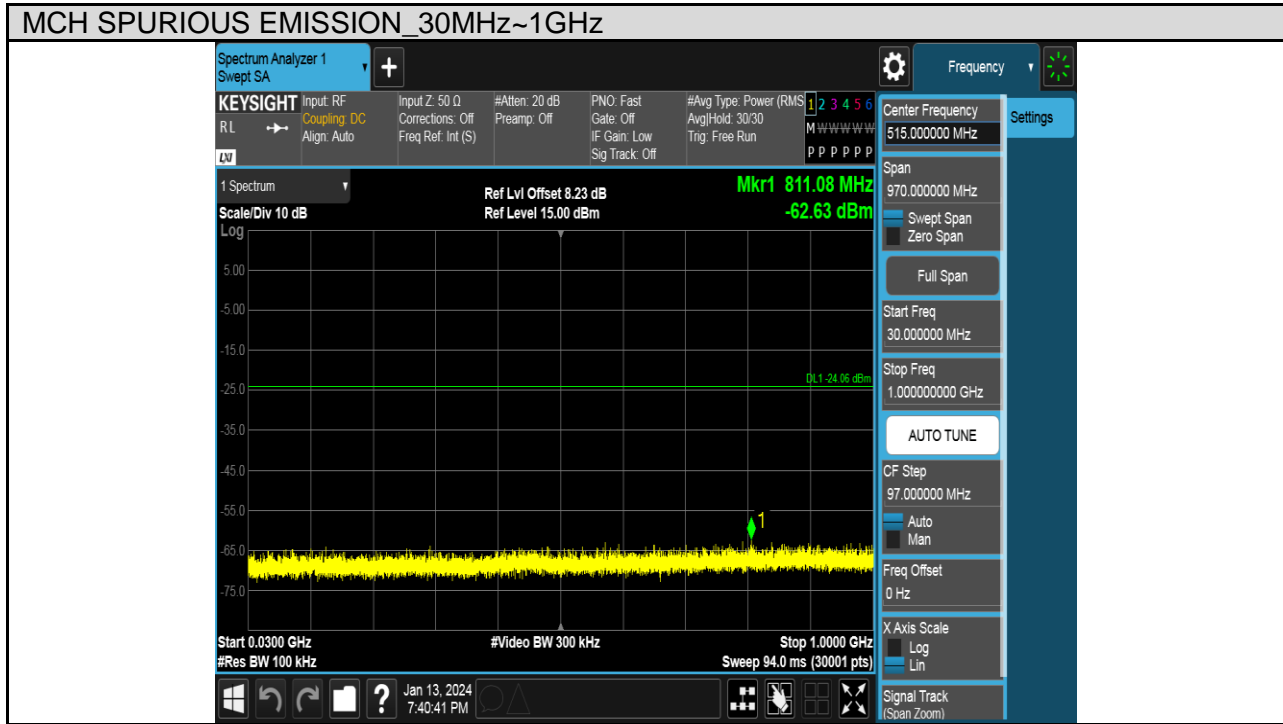 MCH SPURIOUS EMISSION_30MHz~1GHz
Spectrum Analyzer 1
Swept SA
+
Frequency
KEYSIGHT
RL
LXI
Input: RF
Coupling: DC
Align: Auto
Input Z: 50 Ω
Corrections: Off
Freq Ref: Int (S)
#Atten: 20 dB
Preamp: Off
PNO: Fast
Gate: Off
IF Gain: Low
Sig Track: Off
#Avg Type: Power (RMS
Avg|Hold: 30/30
Trig: Free Run
1 2 3 4 5 6
M W W W W W
P P P P P P
1 Spectrum
Scale/Div 10 dB
Log
Ref Lvl Offset 8.23 dB
Ref Level 15.00 dBm
Mkr1 811.08 MHz
-62.63 dBm
5.00
-5.00
-15.0
DL1 -24.06 dBm
-25.0
-35.0
-45.0
-55.0
1
-65.0
-75.0
Start 0.0300 GHz
#Res BW 100 kHz
#Video BW 300 kHz
Stop 1.0000 GHz
Sweep 94.0 ms (30001 pts)
?
Jan 13, 2024
7:40:41 PM
Center Frequency
515.000000 MHz
Settings
Span
970.000000 MHz
Swept Span
Zero Span
Full Span
Start Freq
30.000000 MHz
Stop Freq
1.000000000 GHz
AUTO TUNE
CF Step
97.000000 MHz
Auto
Man
Freq Offset
0 Hz
X Axis Scale
Log
Lin
Signal Track
(Span Zoom)